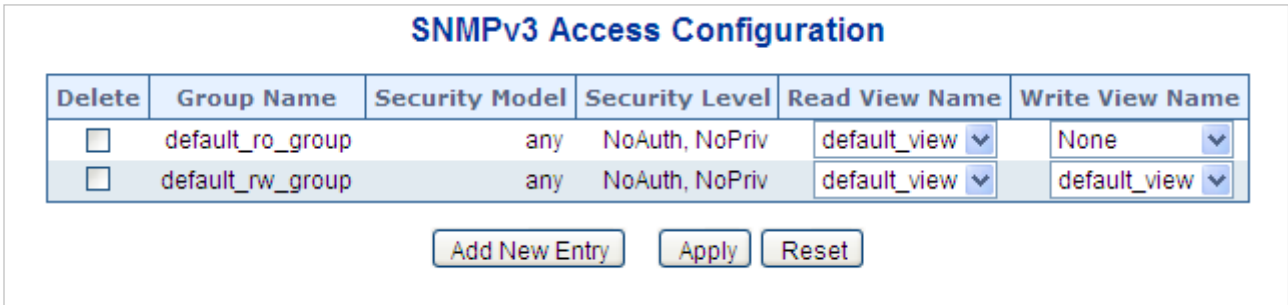 SNMPv3 Access Configuration
Delete Group Name Security Model Security Level Read View Name Write View Name
default_ro_group any NoAuth, NoPriv default_view None
default_rw_group any NoAuth, NoPriv default_view default_view
Add New Entry Apply Reset